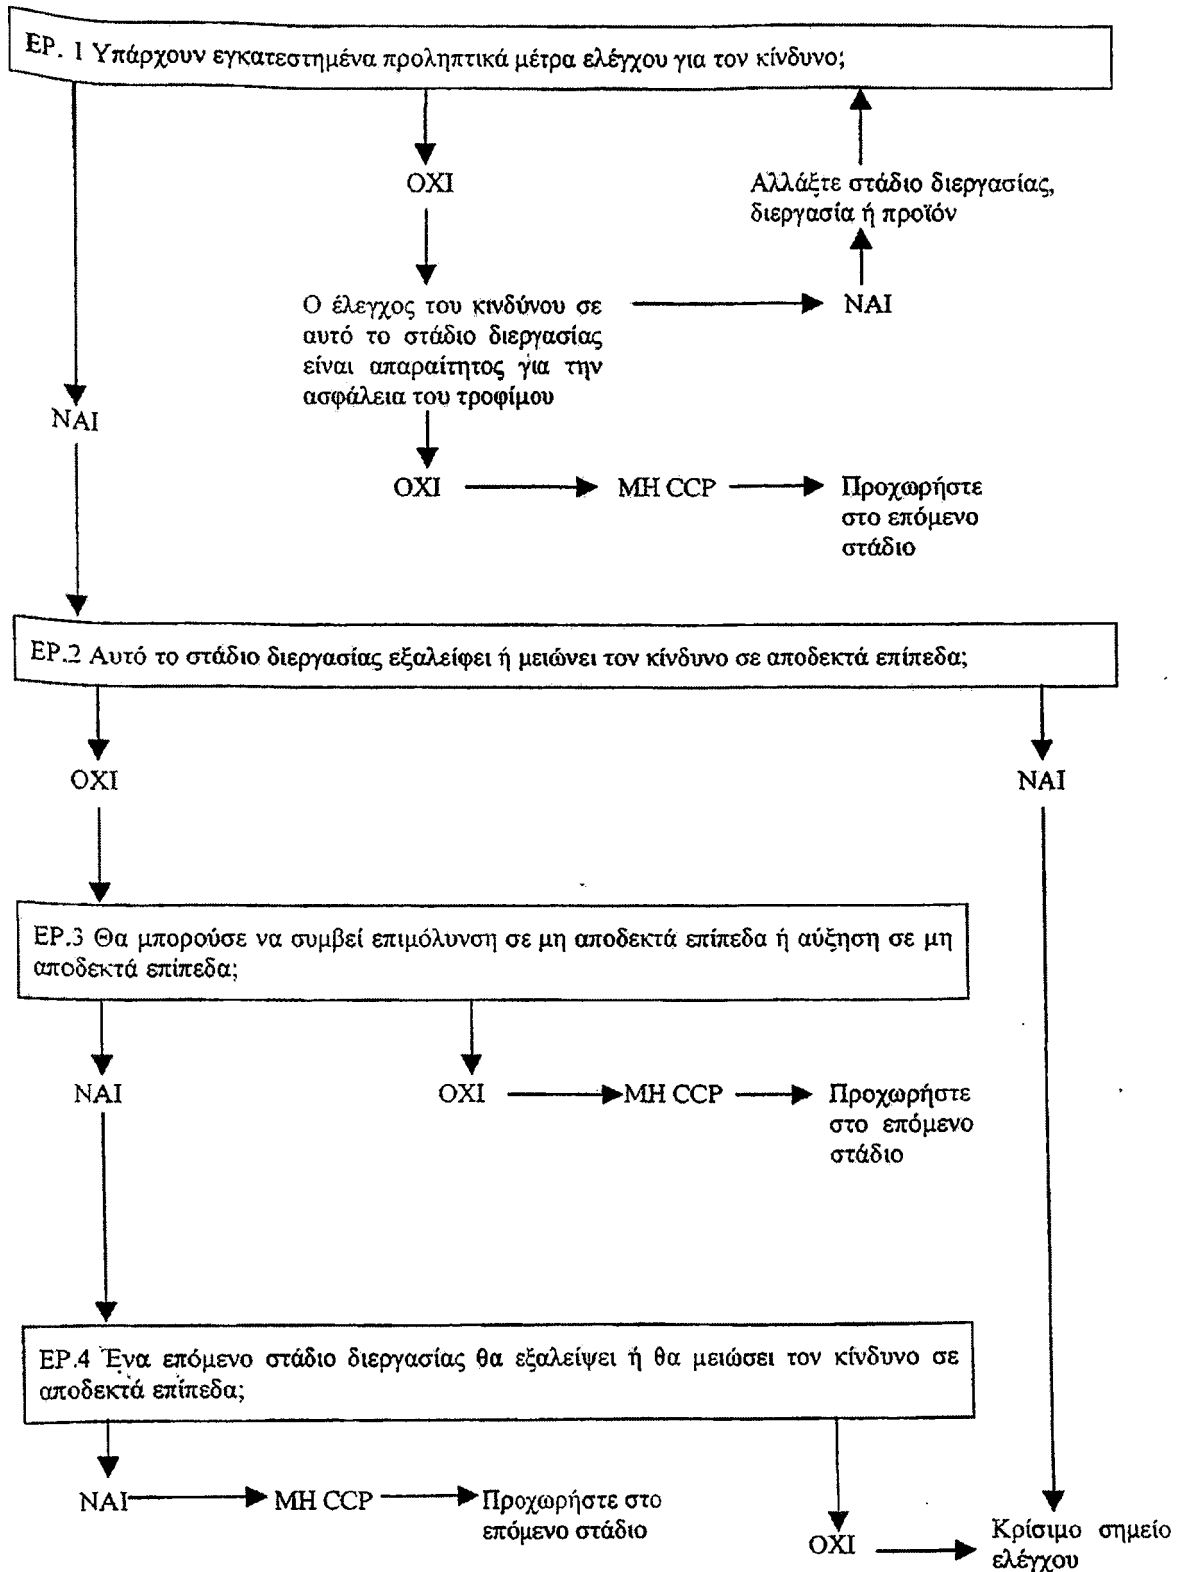 ΕΡ. 1 Υπάρχουν εγκατεστημένα προληπτικά μέτρα ελέγχου για τον κίνδυνο;
ΟΧΙ
Αλλάξτε στάδιο διεργασίας,
διεργασία ή προϊόν
Ο έλεγχος του κινδύνου σε
αυτό το στάδιο διεργασίας
είναι απαραίτητος για την
ασφάλεια του τροφίμου
ΝΑΙ
ΝΑΙ
ΟΧΙ
ΜΗ CCP
Προχωρήστε
στο επόμενο
στάδιο
ΕΡ.2 Αυτό το στάδιο διεργασίας εξαλείφει ή μειώνει τον κίνδυνο σε αποδεκτά επίπεδα;
ΟΧΙ
ΝΑΙ
ΕΡ.3 Θα μπορούσε να συμβεί επιμόλυνση σε μη αποδεκτά επίπεδα ή αύξηση σε μη
αποδεκτά επίπεδα;
ΝΑΙ
ΟΧΙ
ΜΗ CCP
Προχωρήστε
στο επόμενο
στάδιο
ΕΡ.4 Ένα επόμενο στάδιο διεργασίας θα εξαλείψει ή θα μειώσει τον κίνδυνο σε
αποδεκτά επίπεδα;
ΝΑΙ
ΜΗ CCP
Προχωρήστε στο
επόμενο στάδιο
ΟΧΙ
Κρίσιμο σημείο
ελέγχου